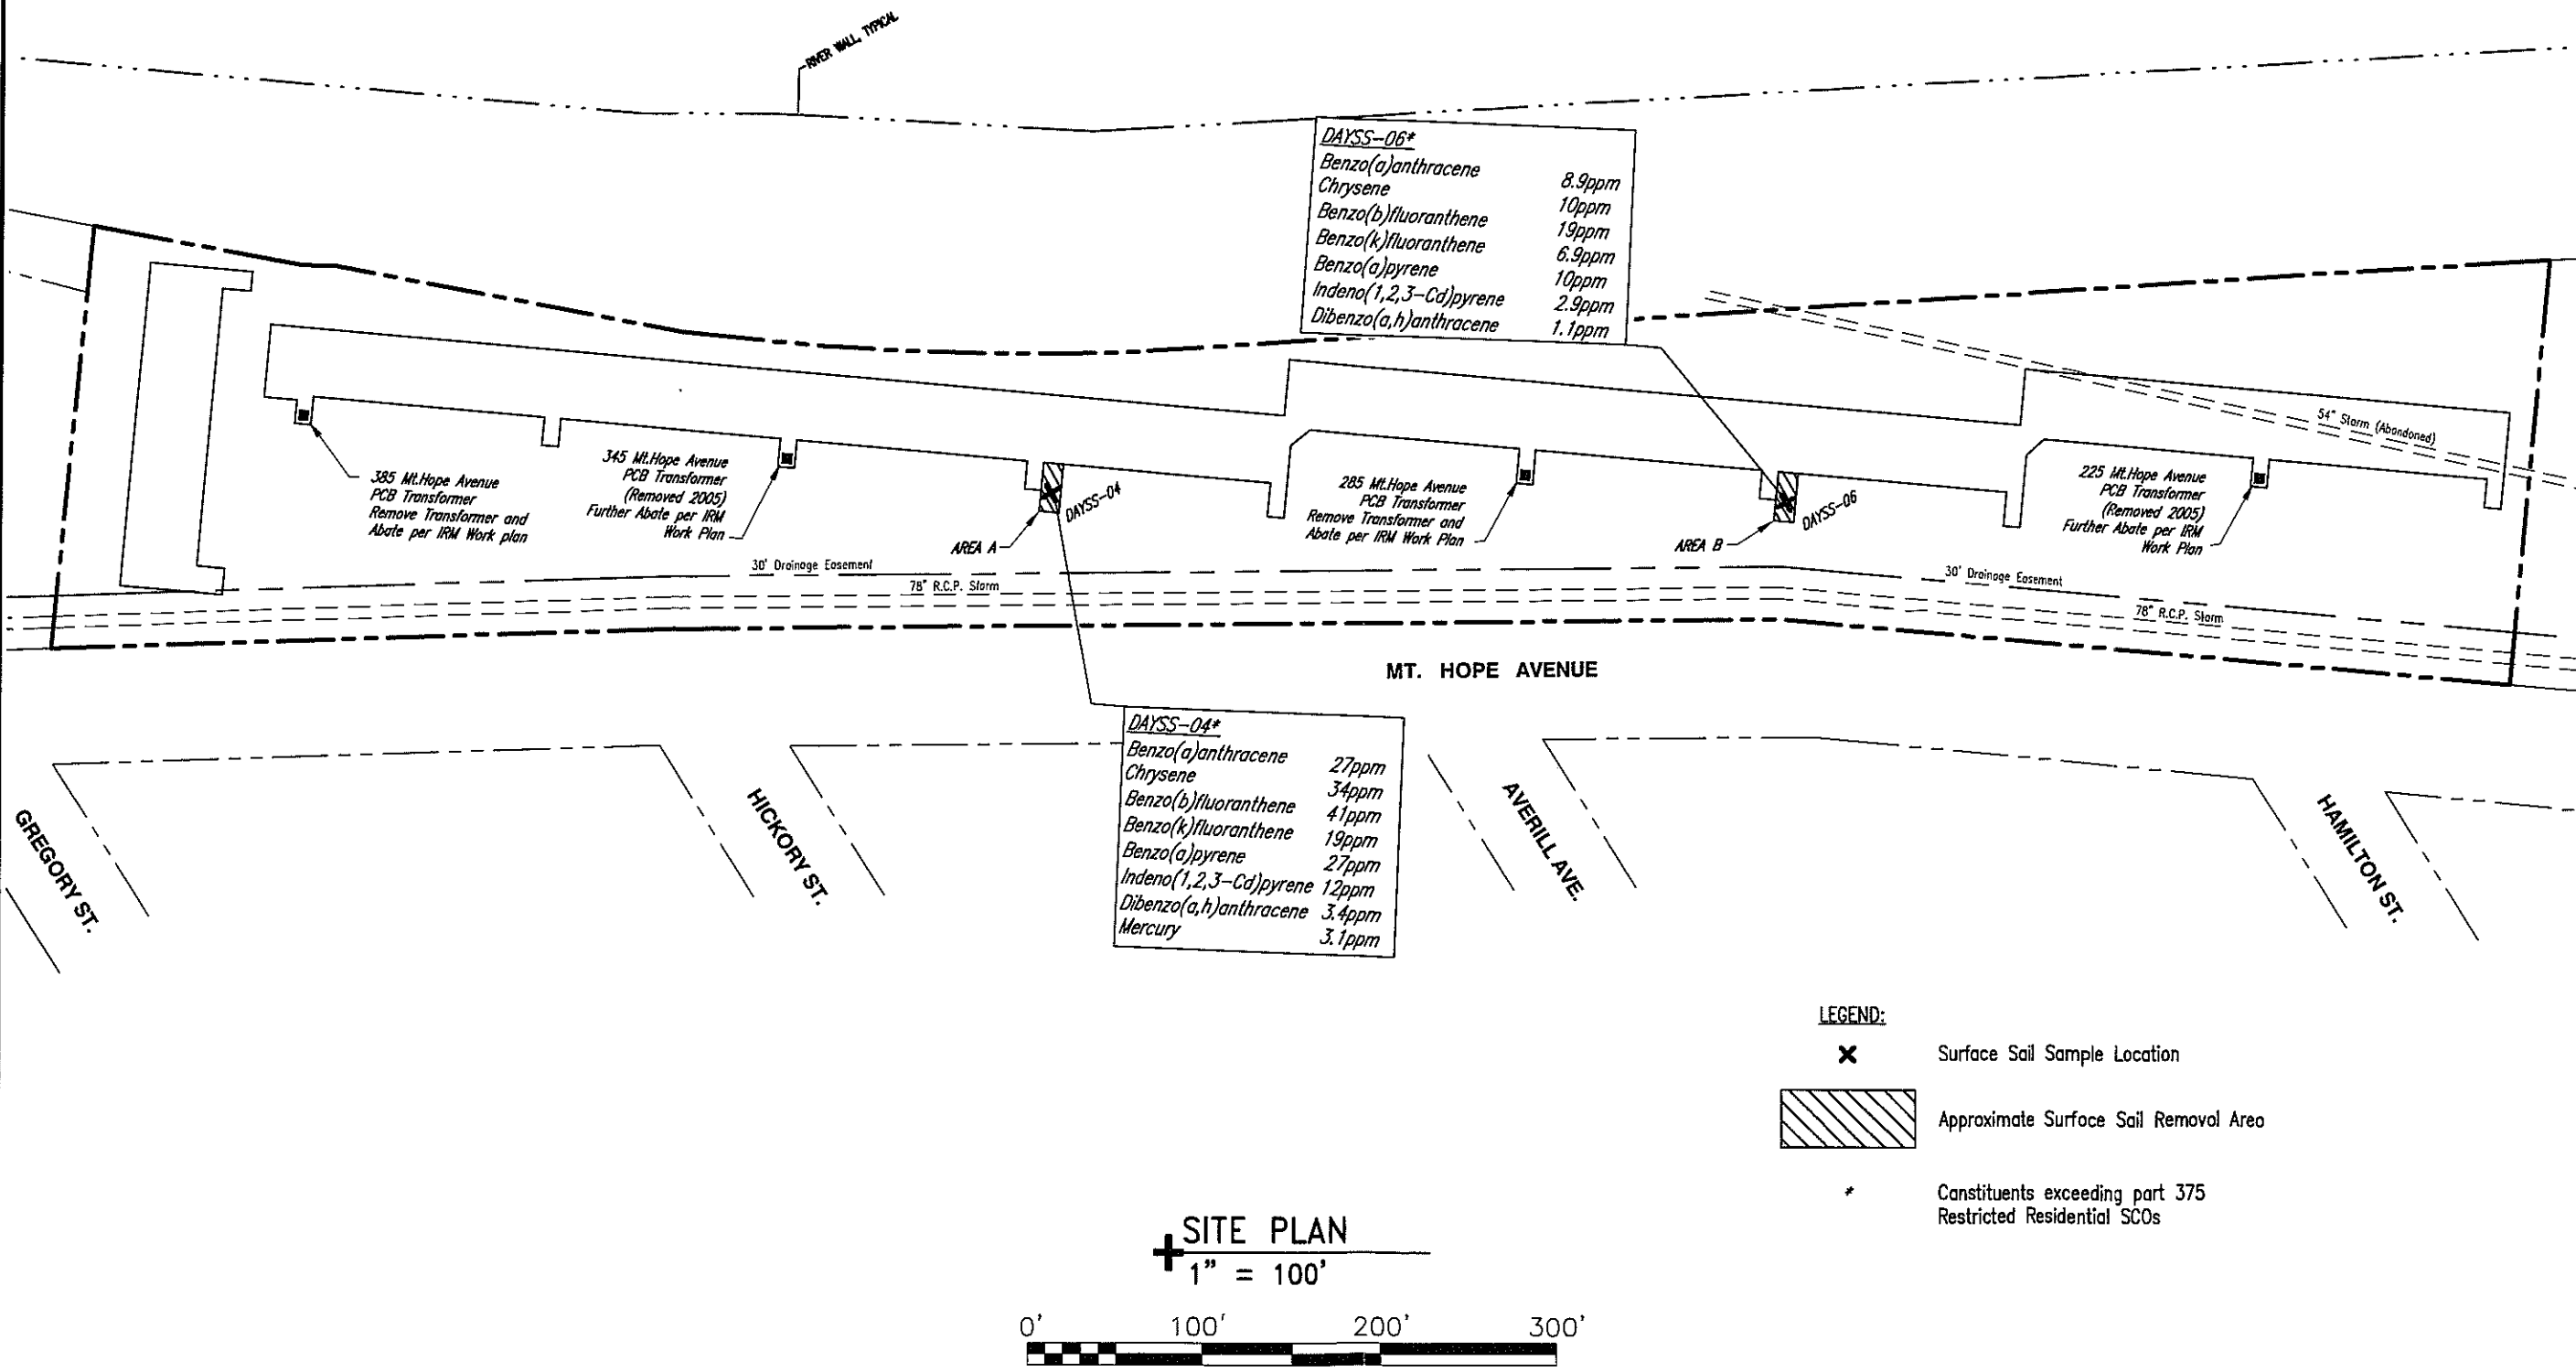 RIVER WALL, TYPICAL
DAYSS-06*
Benzo(a)anthracene 8.9ppm
Chrysene 10ppm
Benzo(b)fluoranthene 19ppm
Benzo(k)fluoranthene 6.9ppm
Benzo(a)pyrene 10ppm
Indeno(1,2,3-Cd)pyrene 2.9ppm
Dibenzo(a,h)anthracene 1.1ppm
54" Storm (Abandoned)
385 Mt.Hope Avenue
PCB Transformer
Remove Transformer and
Abate per IRM Work plan
345 Mt.Hope Avenue
PCB Transformer
(Removed 2005)
Further Abate per IRM
Work Plan
AREA A
DAYSS-04
285 Mt.Hope Avenue
PCB Transformer
Remove Transformer and
Abate per IRM Work Plan
AREA B
DAYSS-06
225 Mt.Hope Avenue
PCB Transformer
(Removed 2005)
Further Abate per IRM
Work Plan
30' Drainage Easement
78" R.C.P. Storm
30' Drainage Easement
78" R.C.P. Storm
MT. HOPE AVENUE
DAYSS-04*
Benzo(a)anthracene 27ppm
Chrysene 34ppm
Benzo(b)fluoranthene 41ppm
Benzo(k)fluoranthene 19ppm
Benzo(a)pyrene 27ppm
Indeno(1,2,3-Cd)pyrene 12ppm
Dibenzo(a,h)anthracene 3.4ppm
Mercury 3.1ppm
GREGORY ST.
HICKORY ST.
AVERILL AVE.
HAMILTON ST.
LEGEND:
Surface Sail Sample Location
Approximate Surface Sail Removal Area
* Constituents exceeding part 375
Restricted Residential SCOs
SITE PLAN
1" = 100'
0' 100' 200' 300'